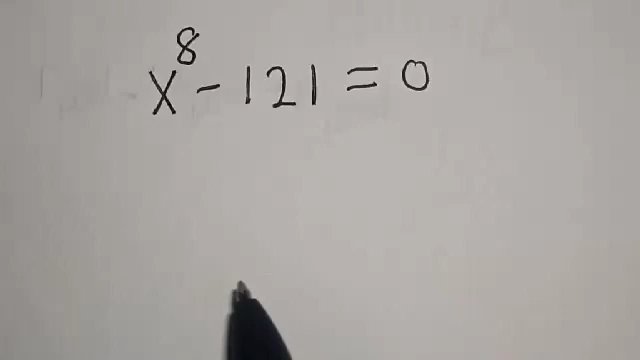 x⁸ - 121 = 0